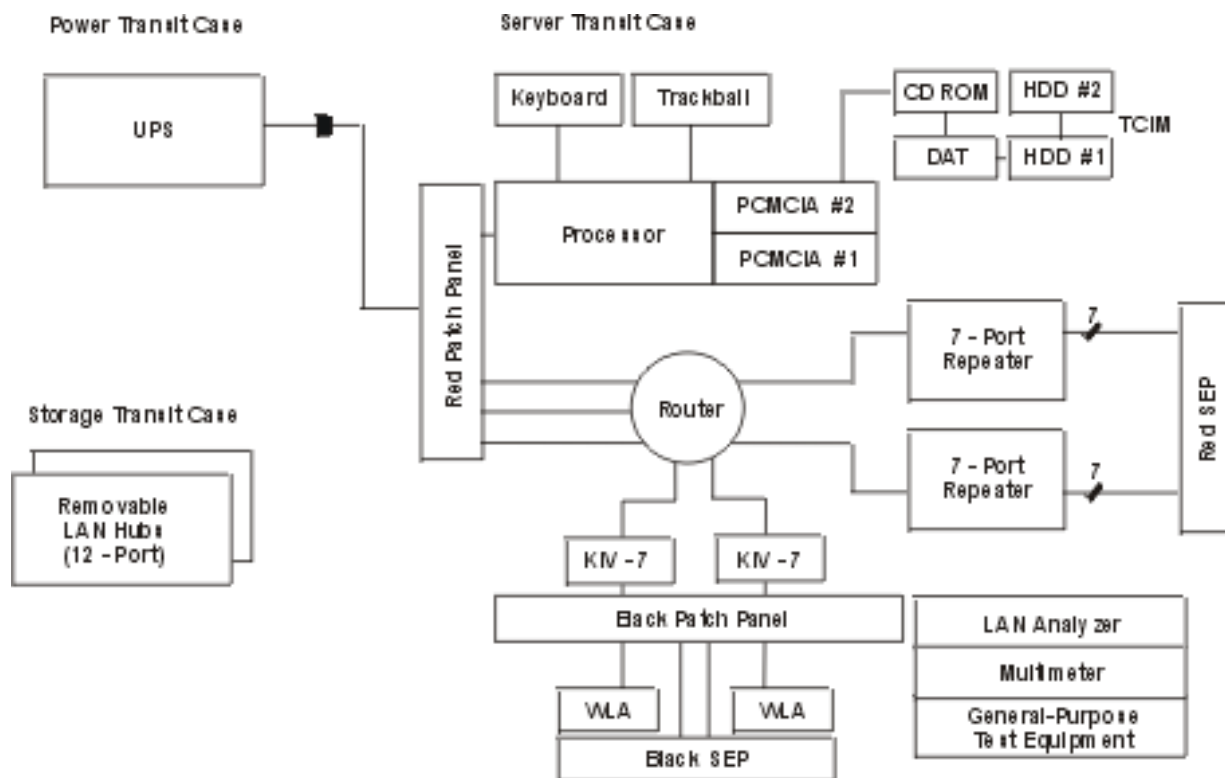 Power Transit Case
Server Transit Case
UPS
Keyboard
Trackball
CD ROM
HDD #2
TCIM
DAT
HDD #1
Red Patch Panel
Processor
PCMCIA #2
PCMCIA #1
7 - Port
Repeater
7
Red SEP
Router
Storage Transit Case
Removable
LAN Hubs
(12 - Port)
7 - Port
Repeater
7
KIV - 7
KIV - 7
Black Patch Panel
LAN Analyzer
Multimeter
General-Purpose
Test Equipment
WLA
WLA
Black SEP